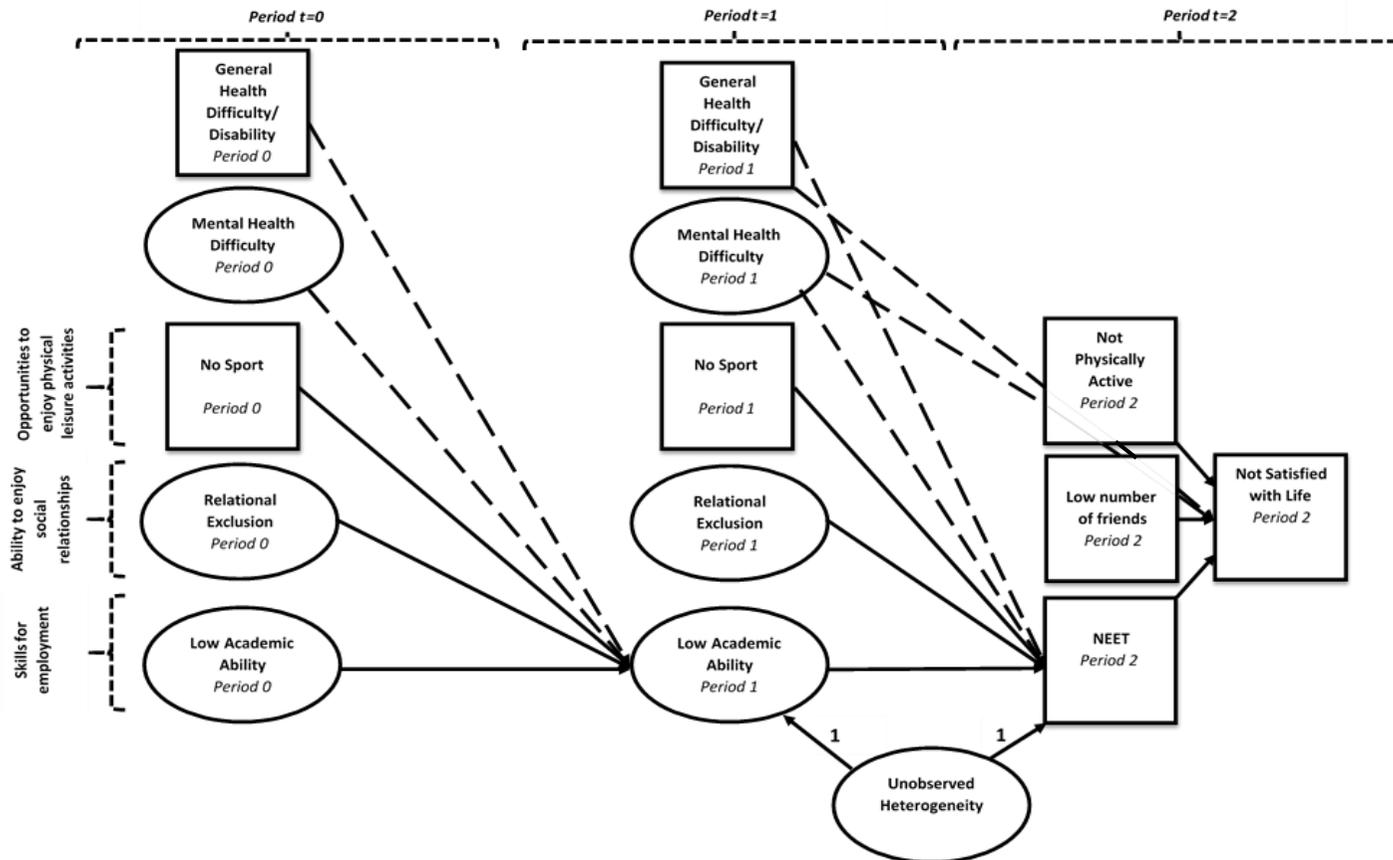 Period t=0
Period t=1
Period t=2
General
Health
Difficulty/
Disability
Period 0
Mental Health
Difficulty
Period 0
No Sport
Period 0
Relational
Exclusion
Period 0
Low Academic
Ability
Period 0
General
Health
Difficulty/
Disability
Period 1
Mental Health
Difficulty
Period 1
No Sport
Period 1
Relational
Exclusion
Period 1
Low Academic
Ability
Period 1
Not
Physically
Active
Period 2
Low number
of friends
Period 2
NEET
Period 2
Not Satisfied
with Life
Period 2
1
1
Unobserved
Heterogeneity
Opportunities to
enjoy physical
leisure activities
Ability to enjoy
social
relationships
Skills for
employment